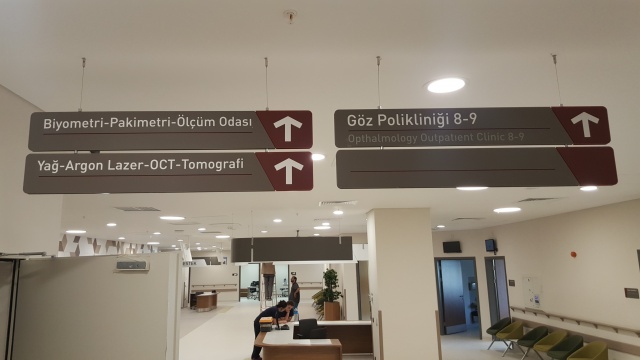 Biyometri-Pakimetri-Ölçüm Odası
Yağ-Argon Lazer-OCT-Tomografi
Göz Polikliniği 8-9
Opthalmology Outpatient Clinic 8-9